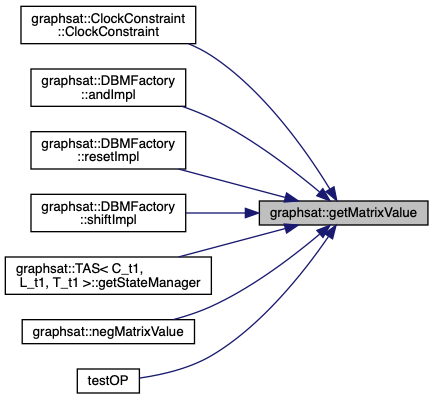 graphsat::ClockConstraint
::ClockConstraint
graphsat::DBMFactory
::andImpl
graphsat::DBMFactory
::resetImpl
graphsat::DBMFactory
::shiftImpl
graphsat::getMatrixValue
graphsat::TAS< C_t1,
L_t1, T_t1 >::getStateManager
graphsat::negMatrixValue
testOP